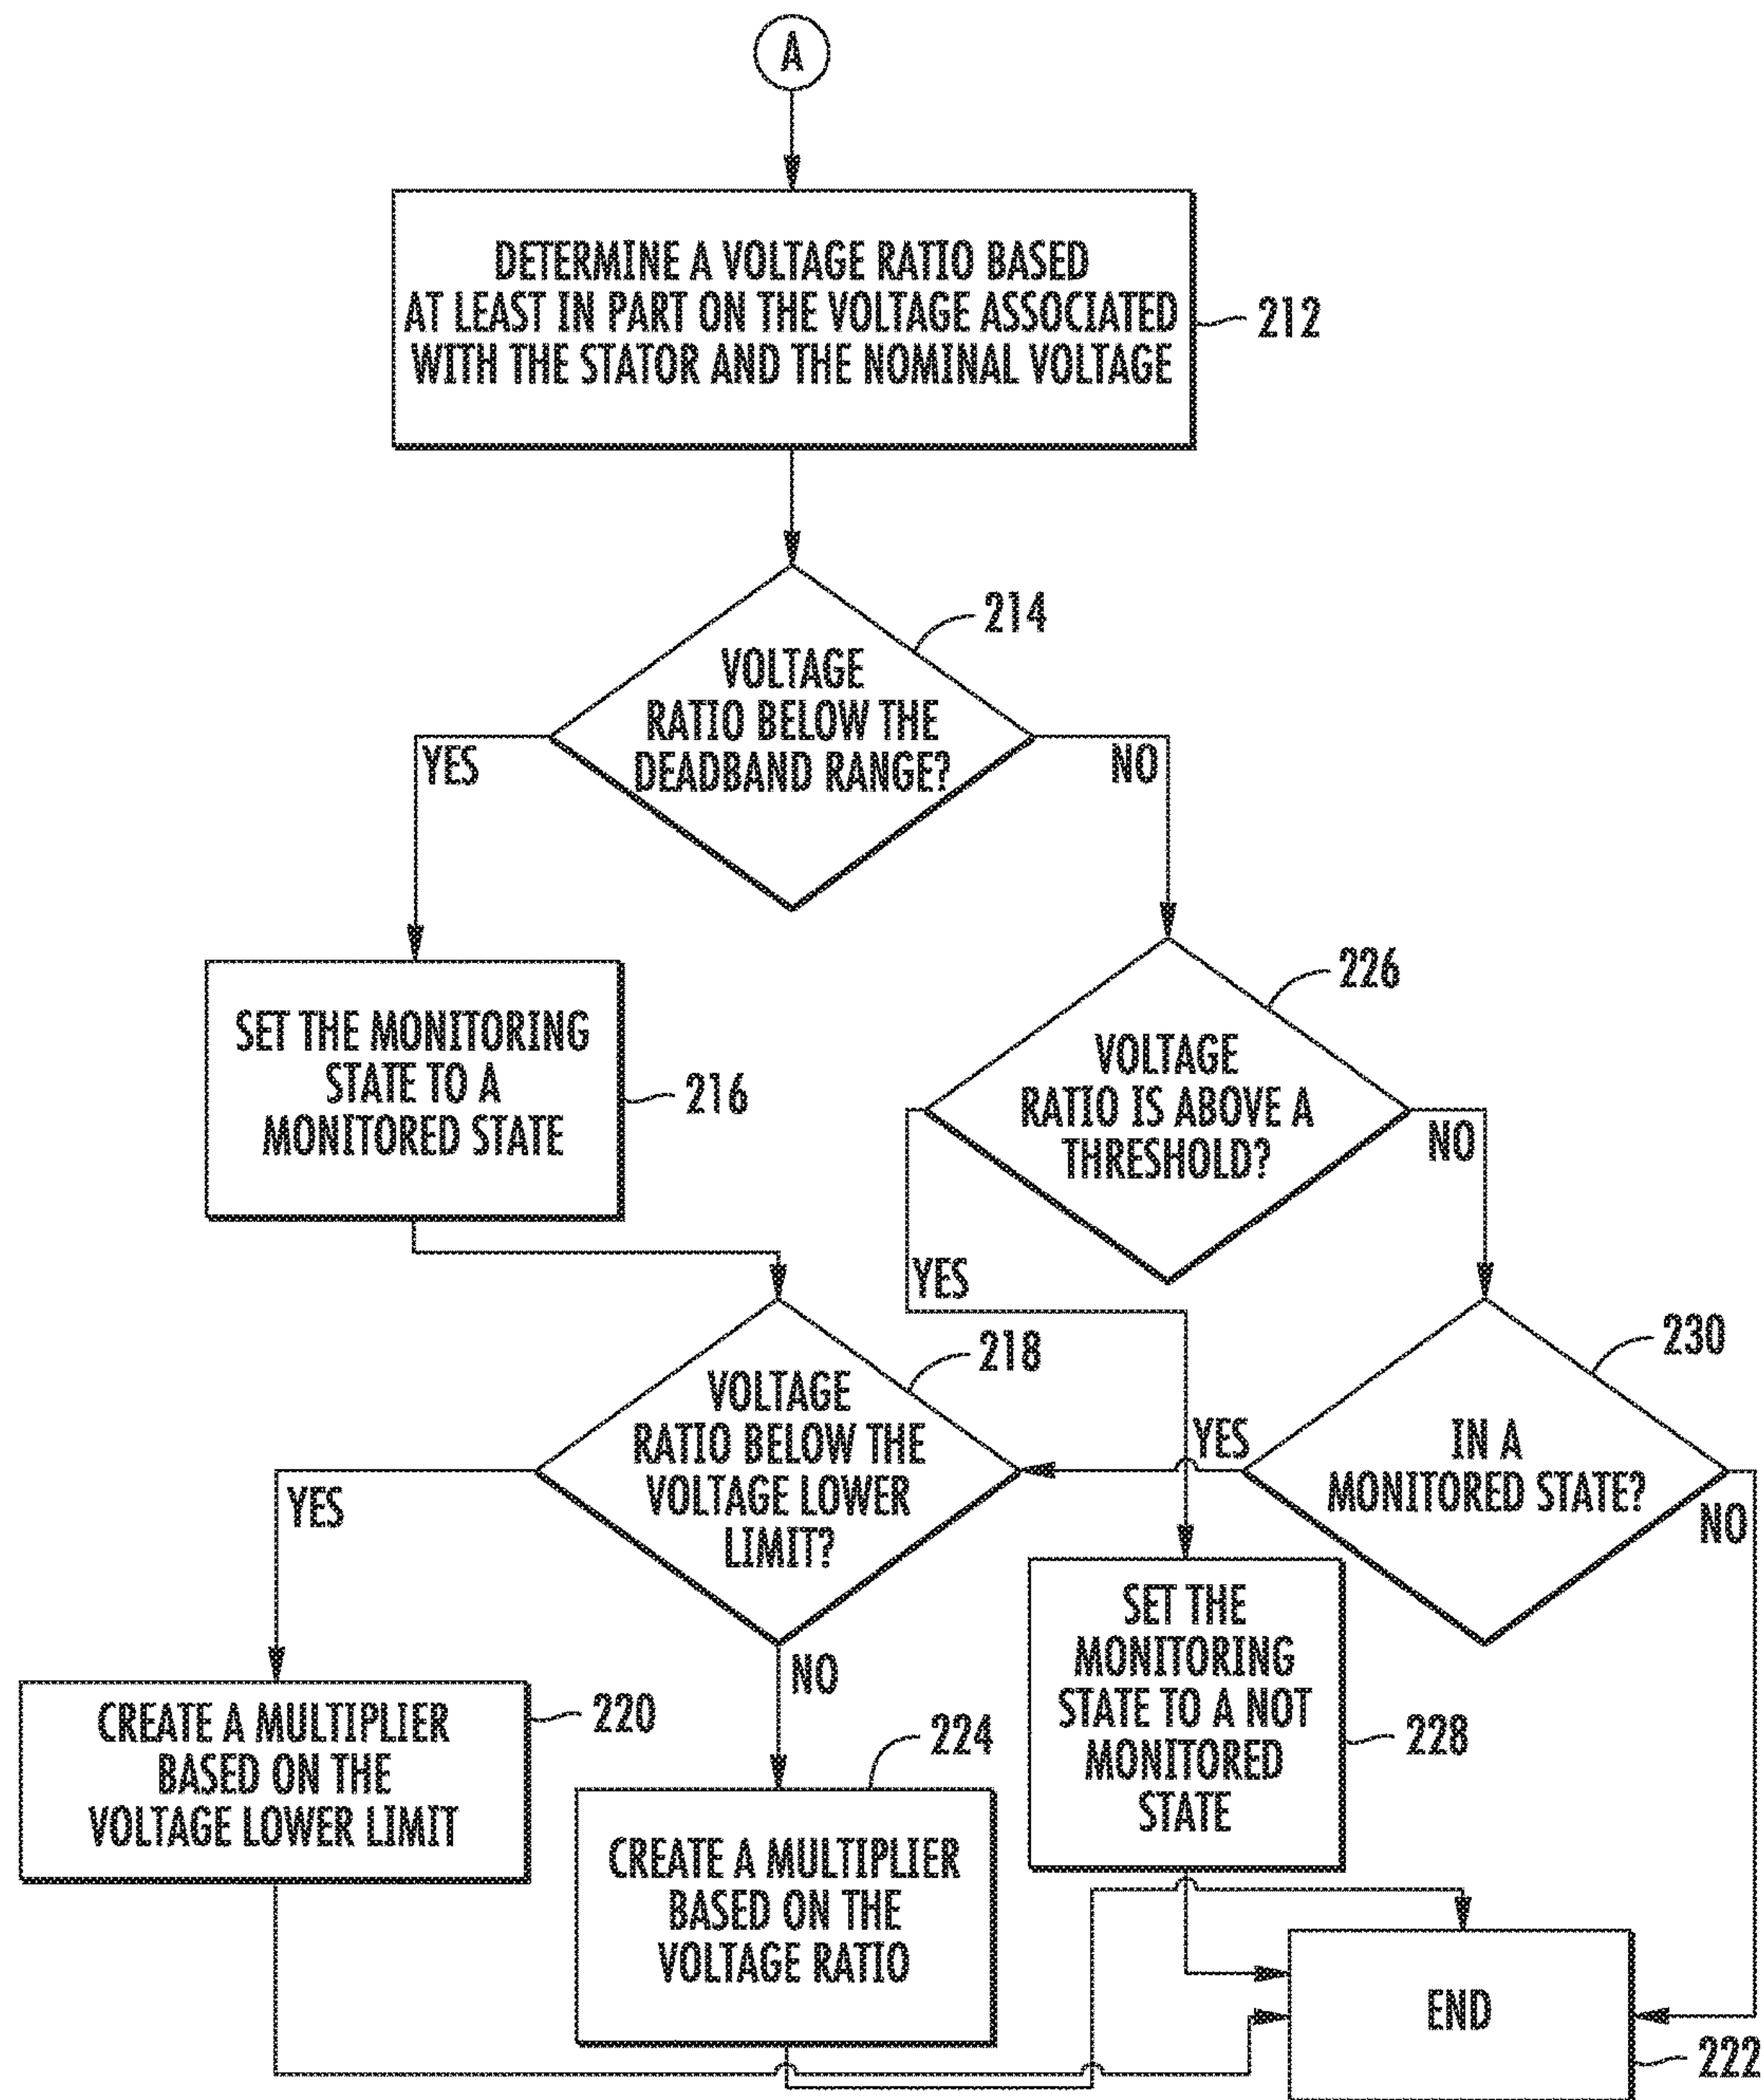 A
DETERMINE A VOLTAGE RATIO BASED
AT LEAST IN PART ON THE VOLTAGE ASSOCIATED
WITH THE STATOR AND THE NOMINAL VOLTAGE
212
214
VOLTAGE
RATIO BELOW THE
DEADBAND RANGE?
YES
NO
226
SET THE MONITORING
STATE TO A
MONITORED STATE
216
VOLTAGE
RATIO IS ABOVE A
THRESHOLD?
NO
YES
218
230
VOLTAGE
RATIO BELOW THE
VOLTAGE LOWER
LIMIT?
YES
YES
IN A
MONITORED STATE?
NO
NO
SET THE
MONITORING
STATE TO A NOT
MONITORED
STATE
228
CREATE A MULTIPLIER
BASED ON THE
VOLTAGE LOWER LIMIT
220
224
CREATE A MULTIPLIER
BASED ON THE
VOLTAGE RATIO
END
222